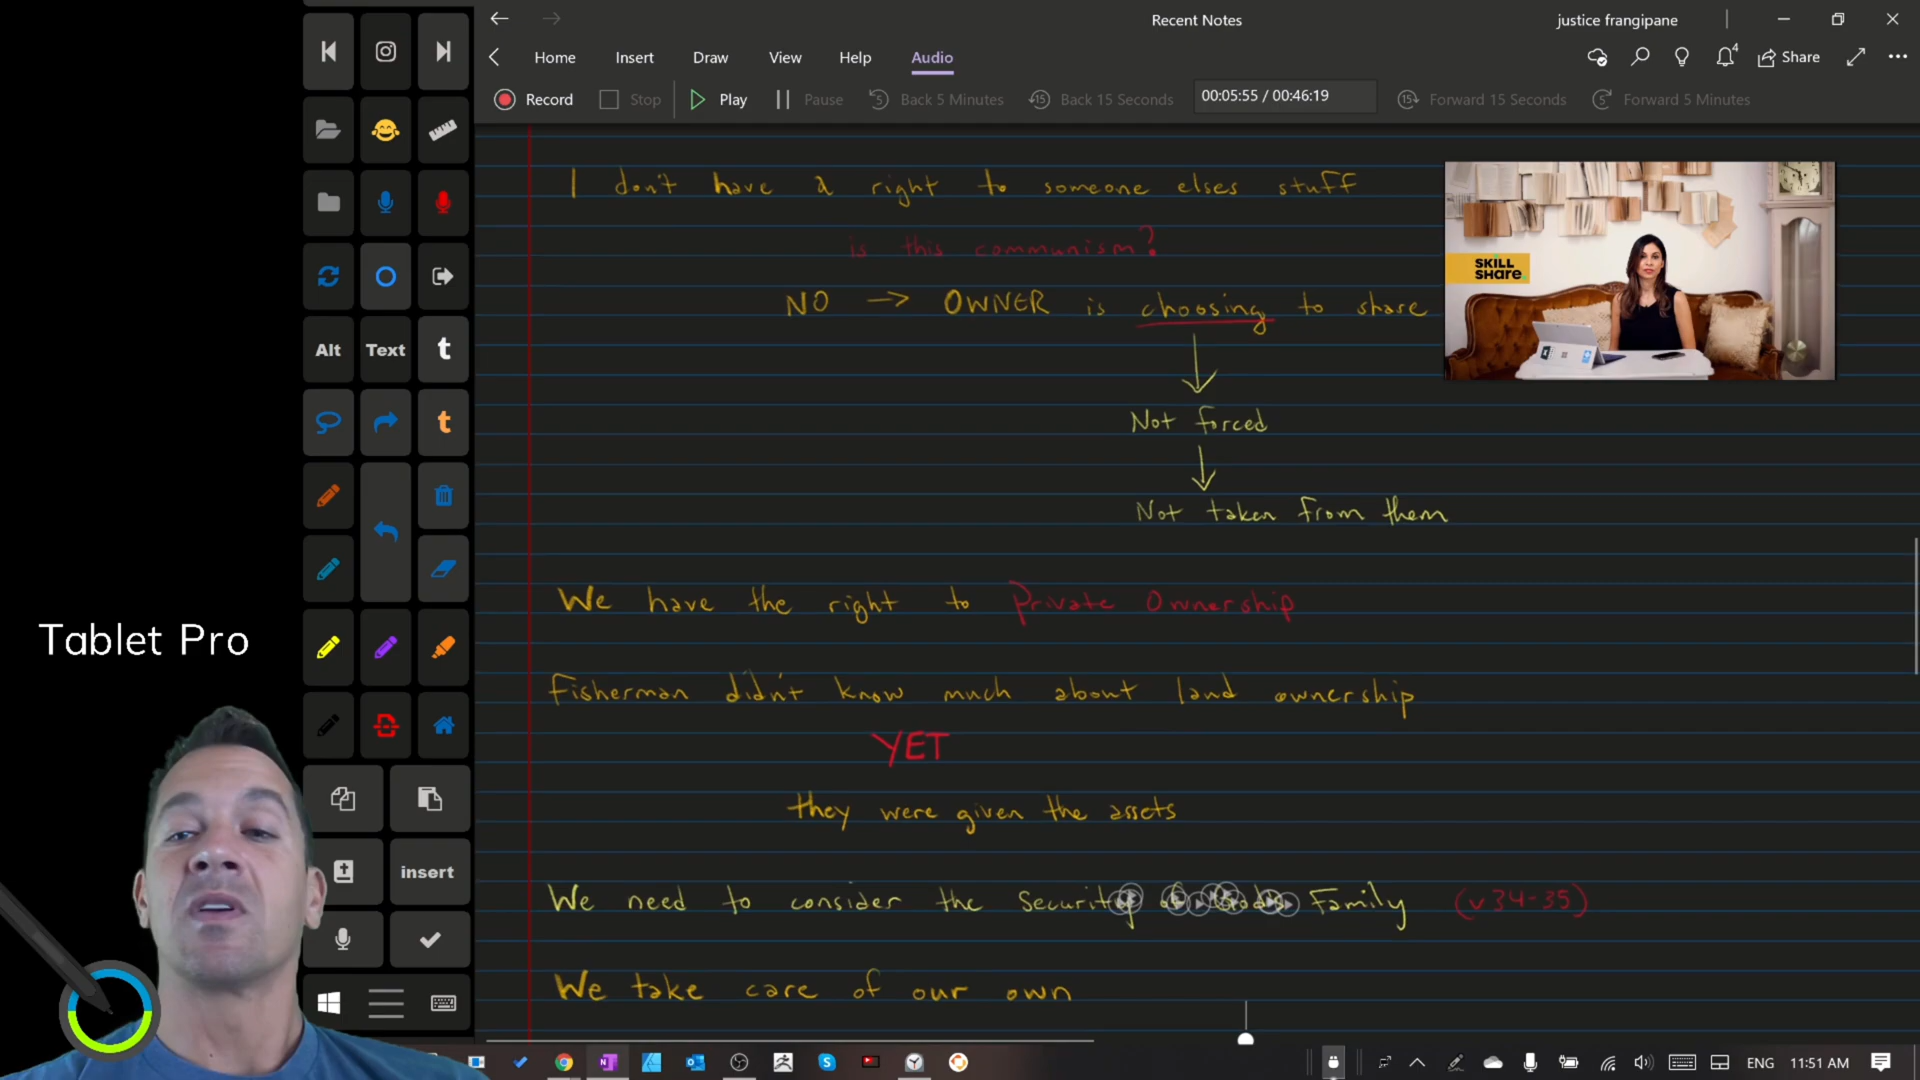 Recent Notes
justice frangipane
Home Insert Draw View Help Audio
4
Share
Record Stop Play Pause Back 5 Minutes Back 15 Seconds 00:05:55 / 00:46:19 Forward 15 Seconds Forward 5 Minutes
I don't have a right to someone elses stuff
is this communism?
NO → OWNER is choosing to share
Not forced
Not taken from them
We have the right to Private Ownership
Fisherman didn't know much about land ownership
YET
they were given the assets
We need to consider the Security of Gods Family (v 34-35)
We take care of our own
SKILL
SHARE
Alt Text t
t
insert
Tablet Pro
ENG 11:51 AM